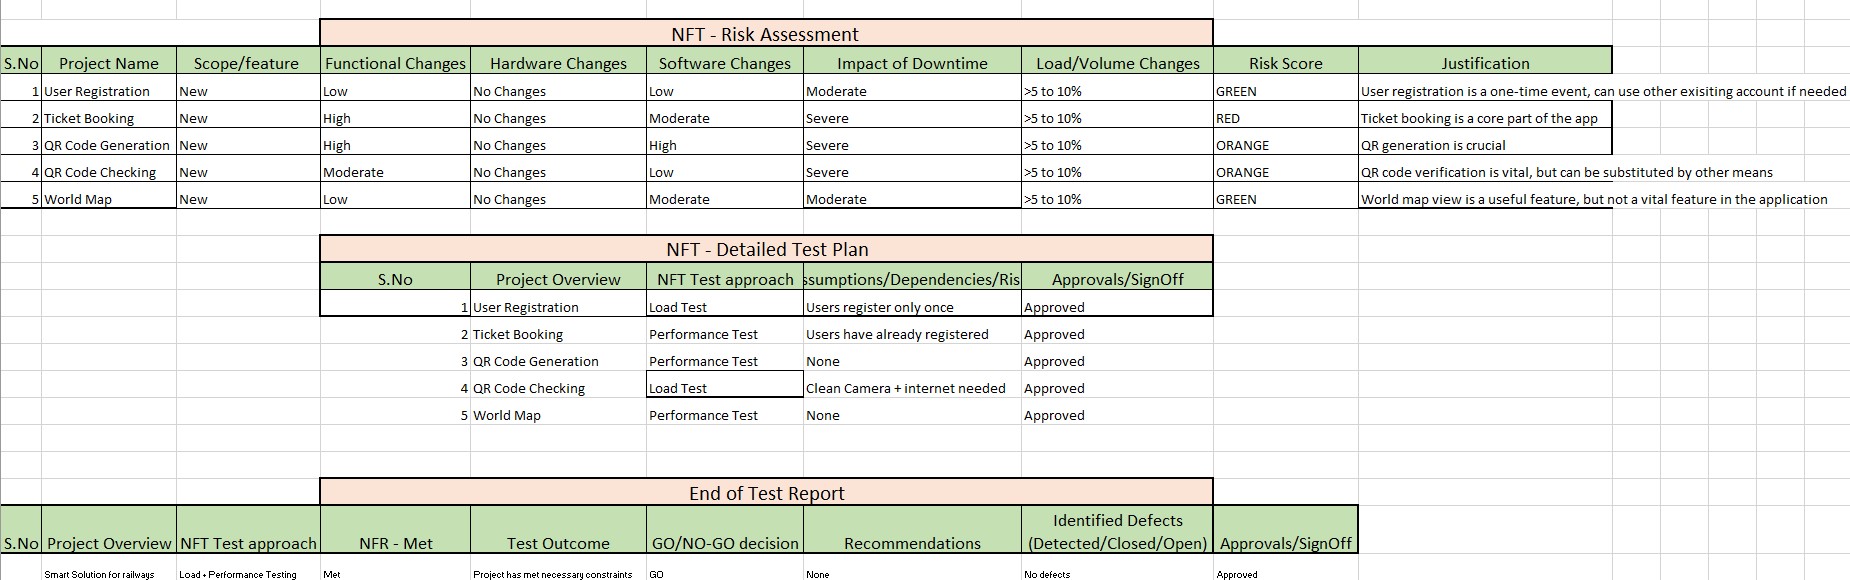 NFT - Risk Assessment
S.No Project Name Scope/feature Functional Changes Hardware Changes Software Changes Impact of Downtime Load/Volume Changes Risk Score Justification
1 User Registration New Low No Changes Low Moderate >5 to 10% GREEN User registration is a one-time event, can use other exisiting account if needed
2 Ticket Booking New High No Changes Moderate Severe >5 to 10% RED Ticket booking is a core part of the app
3 QR Code Generation New High No Changes High Severe >5 to 10% ORANGE QR generation is crucial
4 QR Code Checking New Moderate No Changes Low Severe >5 to 10% ORANGE QR code verification is vital, but can be substituted by other means
5 World Map New Low No Changes Moderate Moderate >5 to 10% GREEN World map view is a useful feature, but not a vital feature in the application
NFT - Detailed Test Plan
S.No Project Overview NFT Test approach ssumptions/Dependencies/Ris Approvals/SignOff
1 User Registration Load Test Users register only once Approved
2 Ticket Booking Performance Test Users have already registered Approved
3 QR Code Generation Performance Test None Approved
4 QR Code Checking Load Test Clean Camera + internet needed Approved
5 World Map Performance Test None Approved
End of Test Report
Identified Defects
S.No Project Overview NFT Test approach NFR - Met Test Outcome GO/NO-GO decision Recommendations (Detected/Closed/Open) Approvals/SignOff
Smart Solution for railways Load + Performance Testing Met Project has met necessary constraints GO None No defects Approved